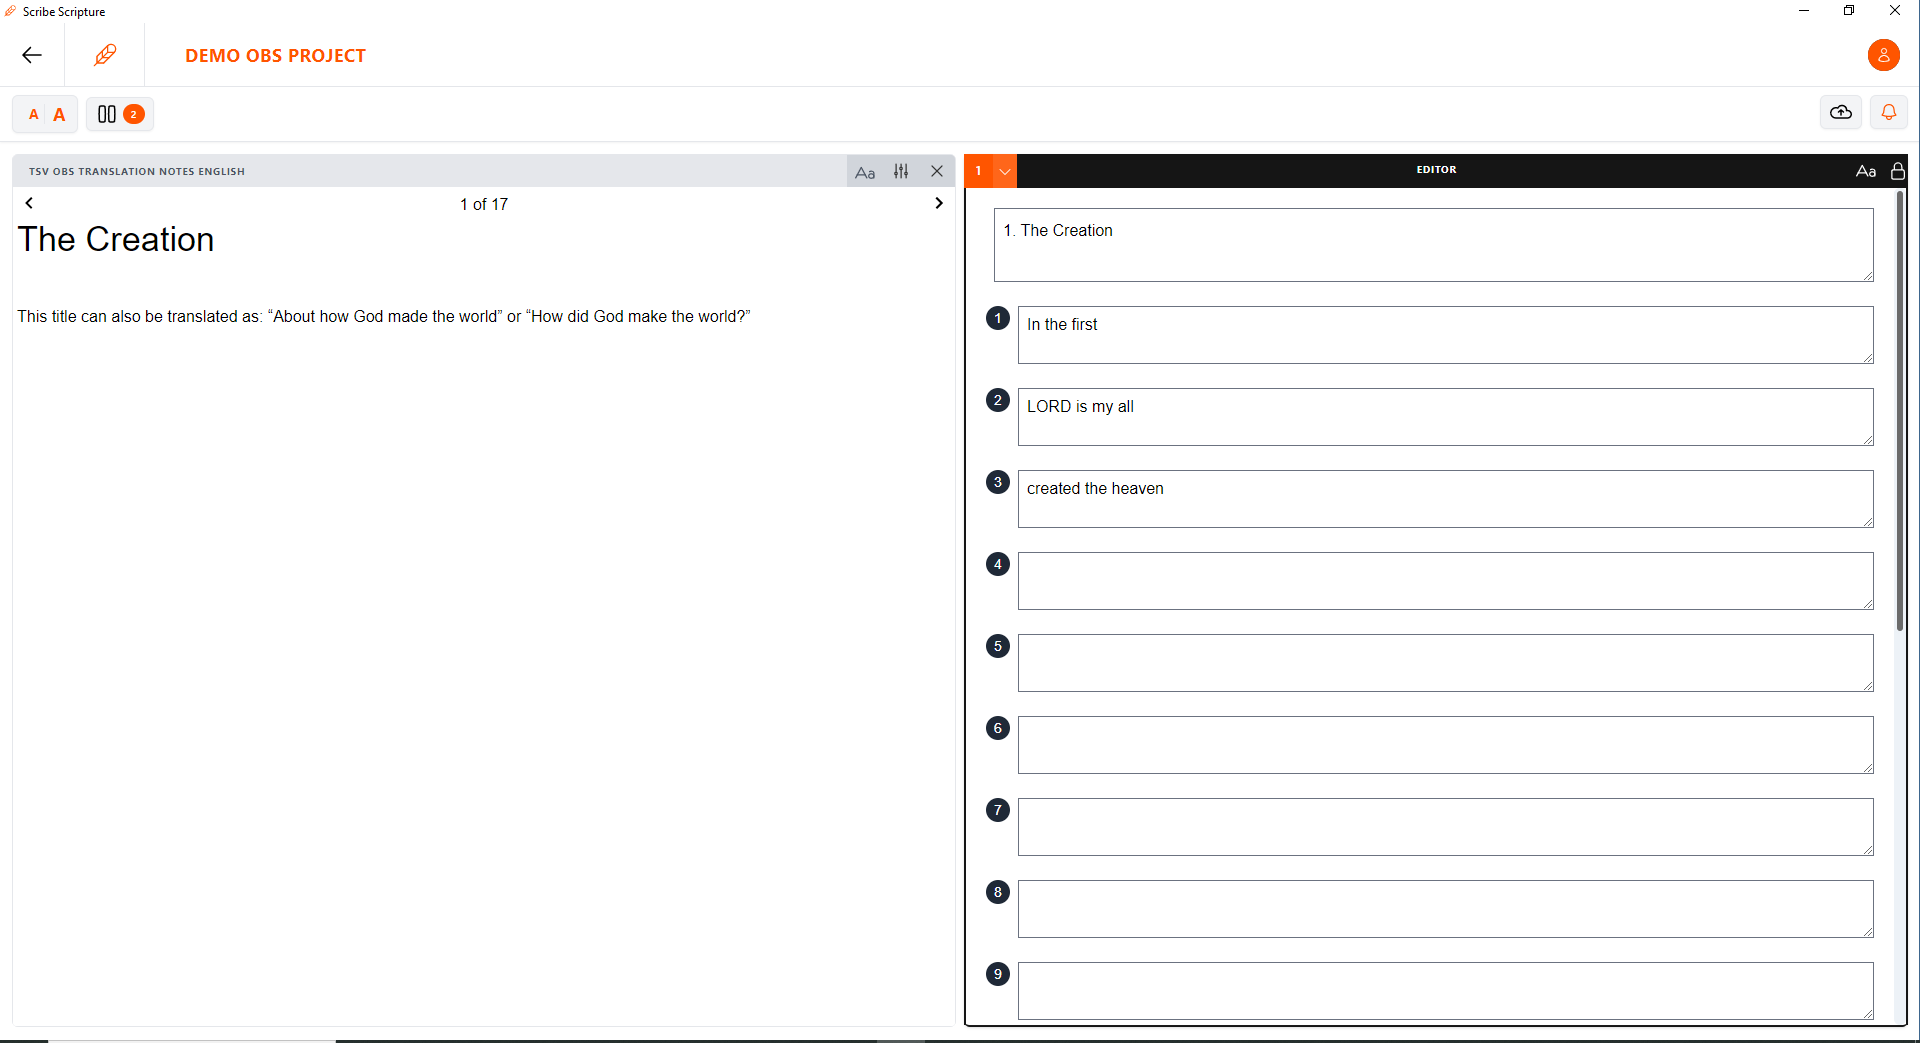 Scribe Scripture
DEMO OBS PROJECT
A A 2
TSV OBS TRANSLATION NOTES ENGLISH
Aa
1 of 17
The Creation
This title can also be translated as: “About how God made the world” or “How did God make the world?”
1
EDITOR
Aa
1. The Creation
1 In the first
2 LORD is my all
3 created the heaven
4
5
6
7
8
9